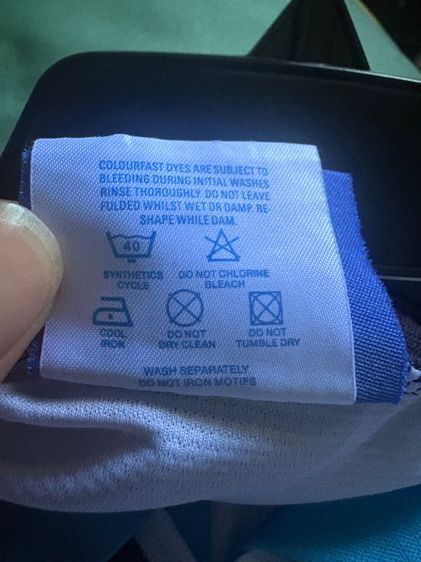 COLOURFAST DYES ARE SUBJECT TO
BLEEDING DURING INITIAL WASHES
RINSE THOROUGHLY. DO NOT LEAVE
FULDED WHILST WET OR DAMP. RE-
SHAPE WHILE DAM.
40
SYNTHETICS DO NOT CHLORINE
CYCLE BLEACH
COOL DO NOT DO NOT
IRON DRY CLEAN TUMBLE DRY
WASH SEPARATELY
DO NOT IRON MOTIFS